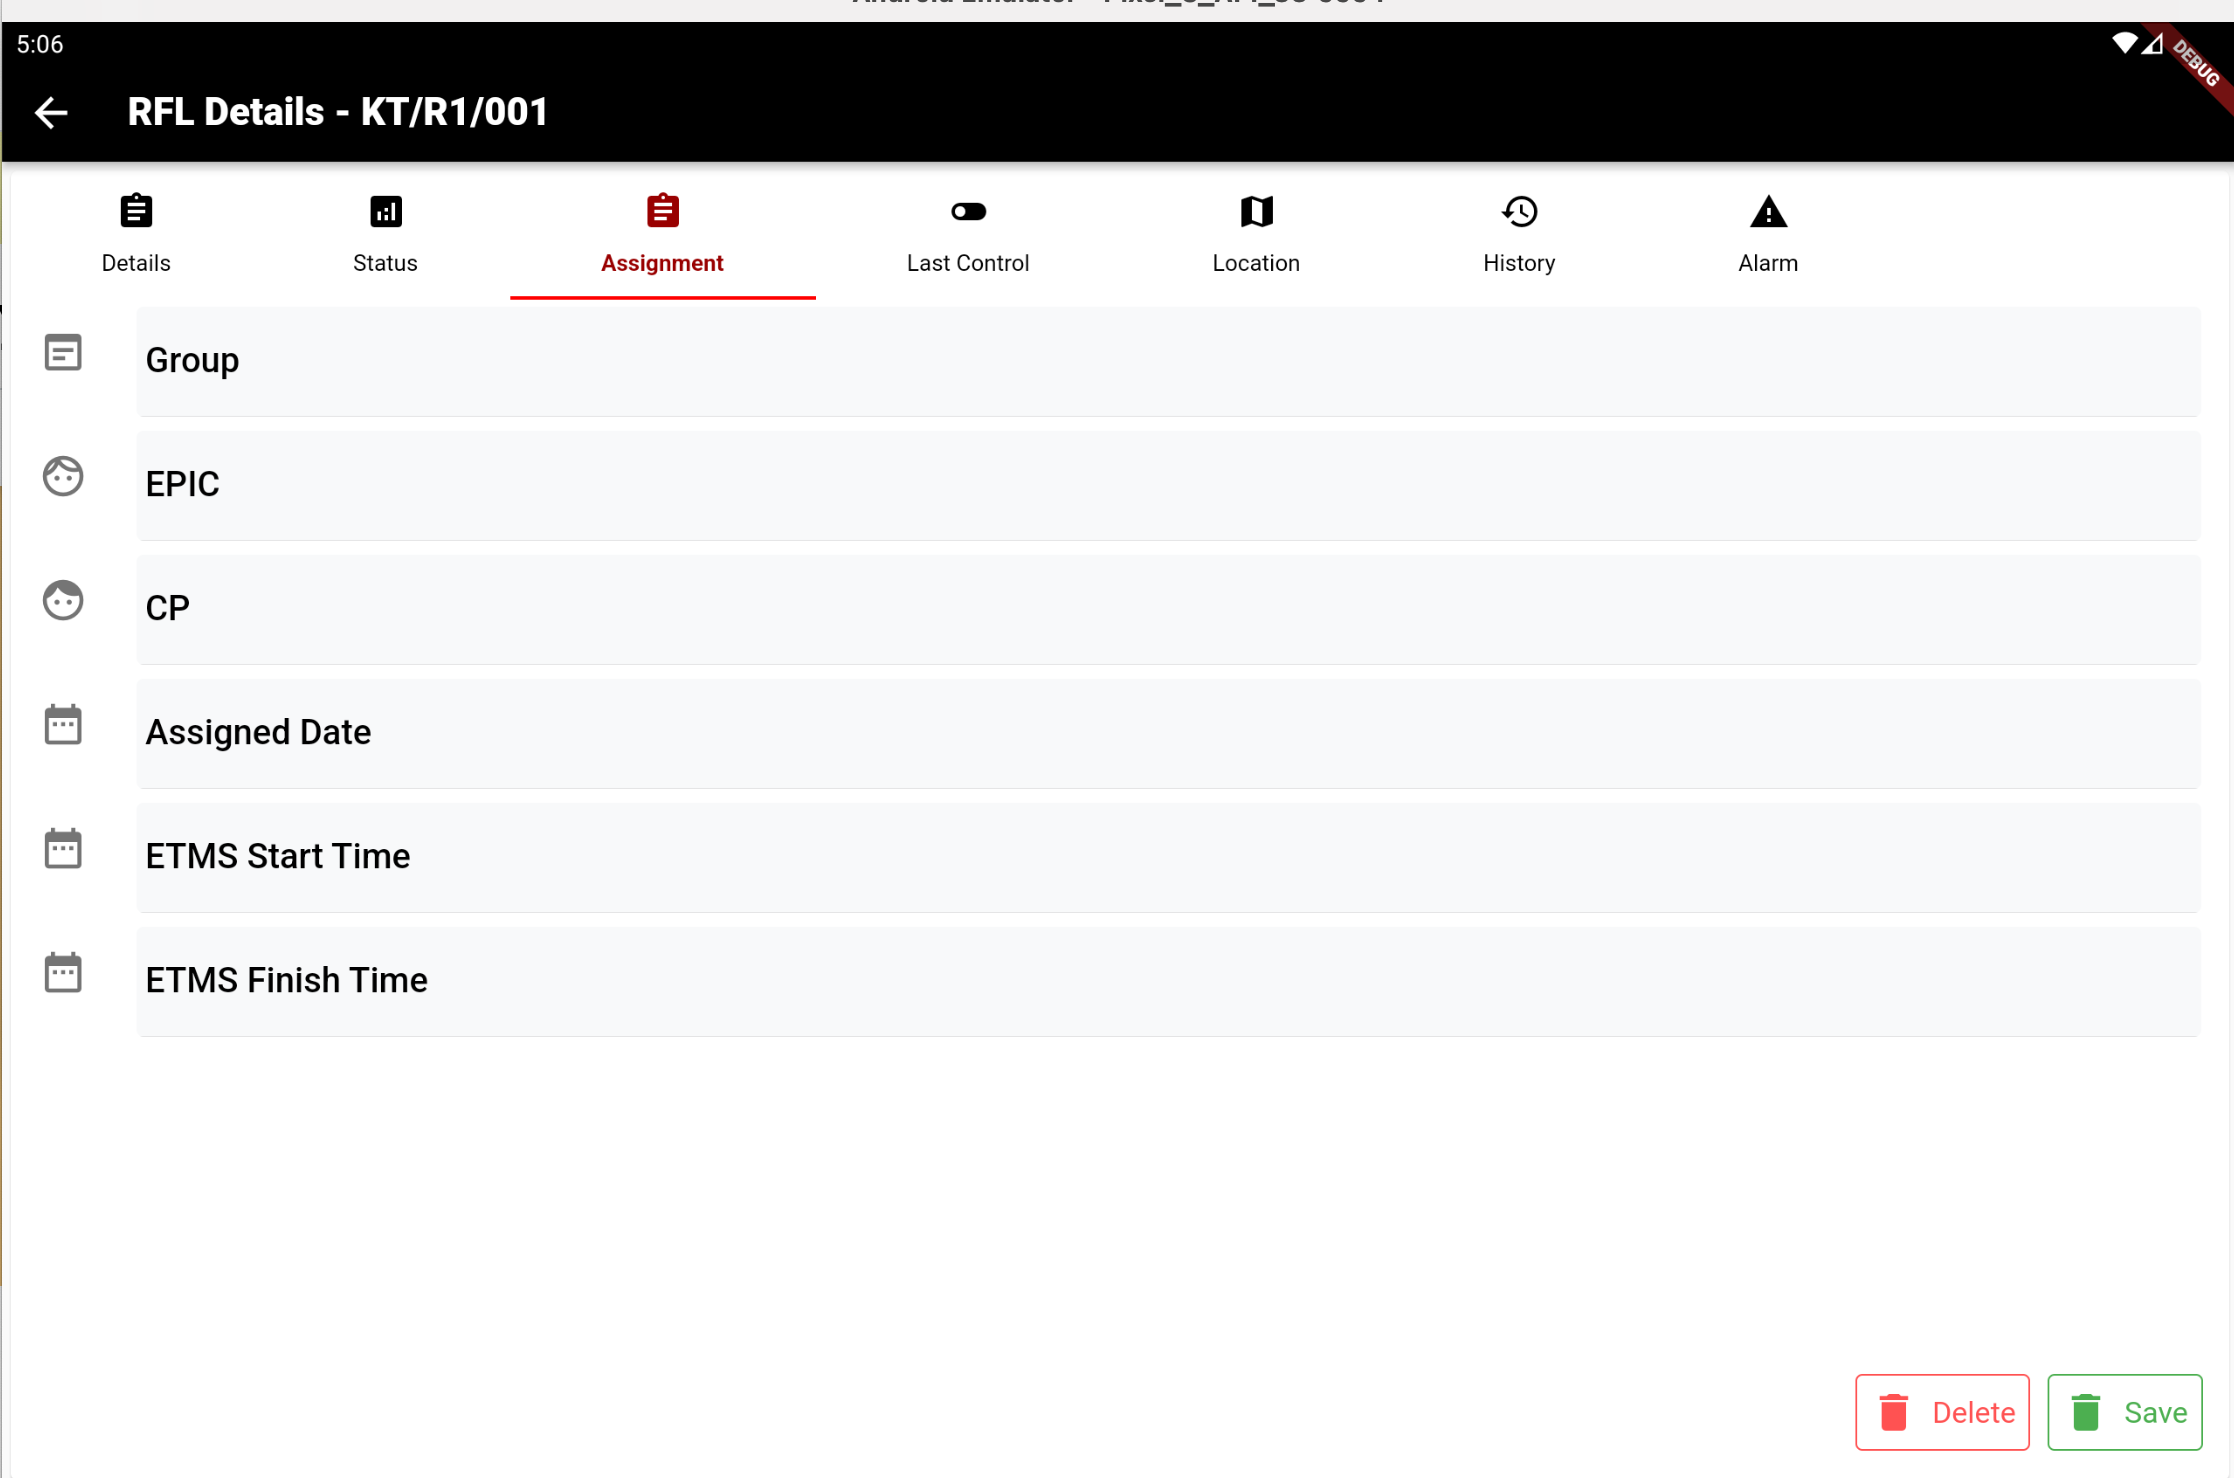 5:06
DEBUG
RFL Details - KT/R1/001
Details
Status
Assignment
Last Control
Location
History
Alarm
Group
EPIC
CP
Assigned Date
ETMS Start Time
ETMS Finish Time
Delete
Save